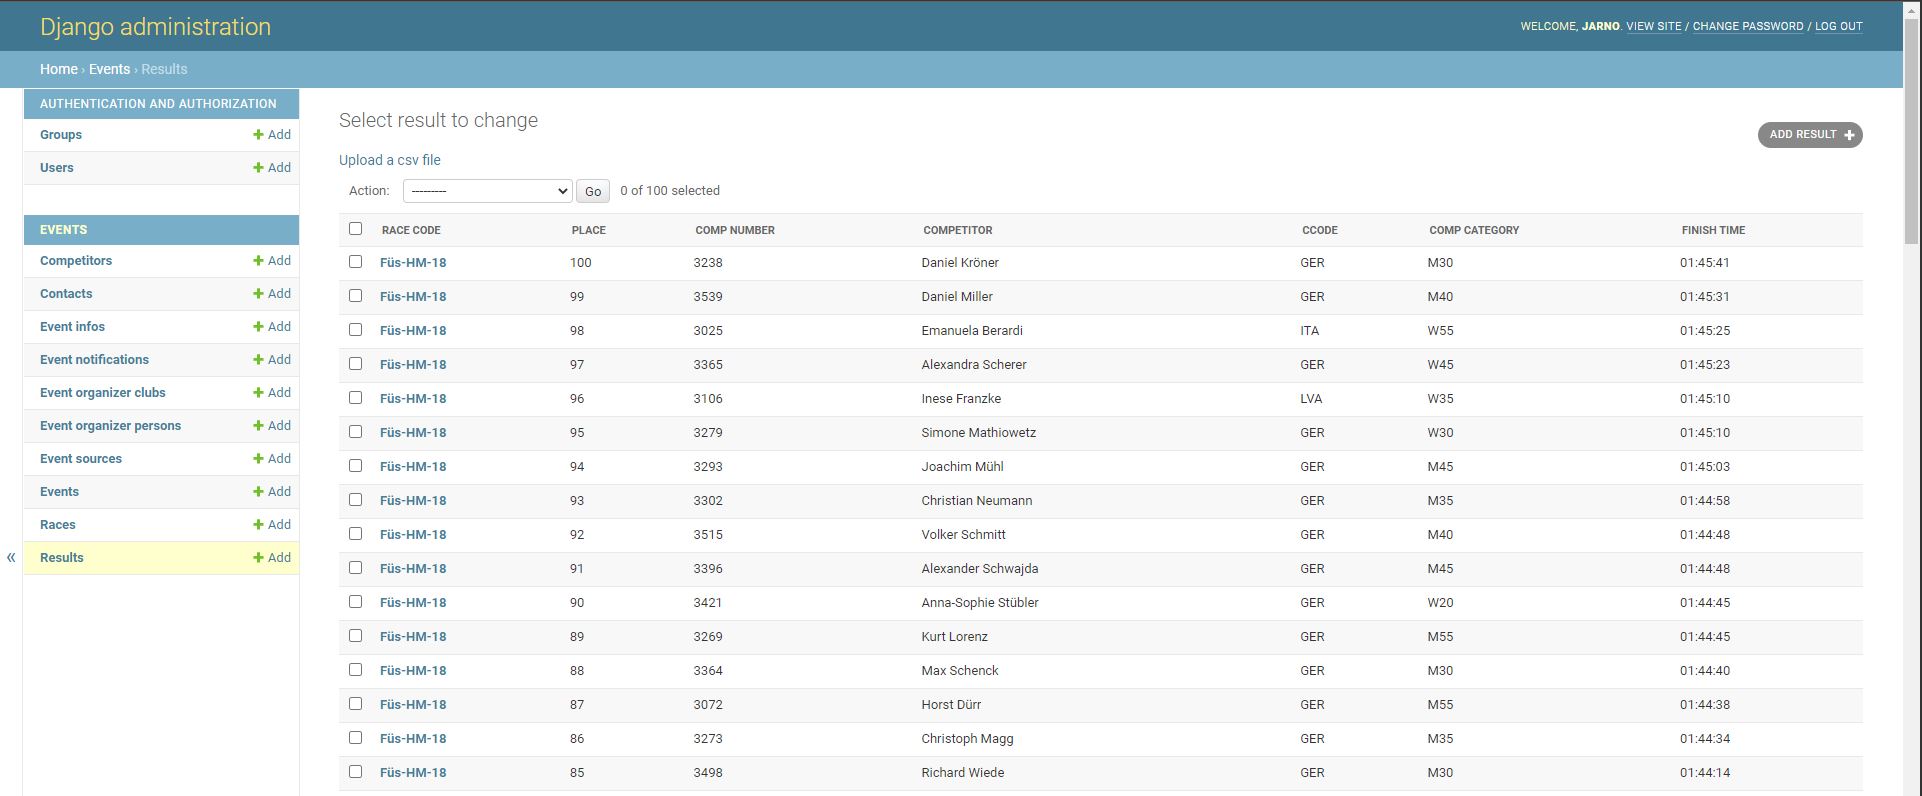 Django administration
WELCOME, JARNO. VIEW SITE / CHANGE PASSWORD / LOG OUT
Home › Events › Results
AUTHENTICATION AND AUTHORIZATION
Groups + Add
Users + Add
EVENTS
Competitors + Add
Contacts + Add
Event infos + Add
Event notifications + Add
Event organizer clubs + Add
Event organizer persons + Add
Event sources + Add
Events + Add
Races + Add
« Results + Add
Select result to change
ADD RESULT +
Upload a csv file
Action: --------- Go 0 of 100 selected
RACE CODE PLACE COMP NUMBER COMPETITOR CCODE COMP CATEGORY FINISH TIME
Füs-HM-18 100 3238 Daniel Kröner GER M30 01:45:41
Füs-HM-18 99 3539 Daniel Miller GER M40 01:45:31
Füs-HM-18 98 3025 Emanuela Berardi ITA W55 01:45:25
Füs-HM-18 97 3365 Alexandra Scherer GER W45 01:45:23
Füs-HM-18 96 3106 Inese Franzke LVA W35 01:45:10
Füs-HM-18 95 3279 Simone Mathiowetz GER W30 01:45:10
Füs-HM-18 94 3293 Joachim Mühl GER M45 01:45:03
Füs-HM-18 93 3302 Christian Neumann GER M35 01:44:58
Füs-HM-18 92 3515 Volker Schmitt GER M40 01:44:48
Füs-HM-18 91 3396 Alexander Schwajda GER M45 01:44:48
Füs-HM-18 90 3421 Anna-Sophie Stübler GER W20 01:44:45
Füs-HM-18 89 3269 Kurt Lorenz GER M55 01:44:45
Füs-HM-18 88 3364 Max Schenck GER M30 01:44:40
Füs-HM-18 87 3072 Horst Dürr GER M55 01:44:38
Füs-HM-18 86 3273 Christoph Magg GER M35 01:44:34
Füs-HM-18 85 3498 Richard Wiede GER M30 01:44:14